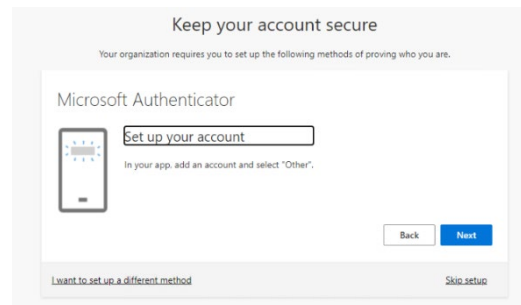 Keep your account secure
Your organization requires you to set up the following methods of proving who you are.
Microsoft Authenticator
Set up your account
In your app, add an account and select "Other".
Back Next
I want to set up a different method Skip setup